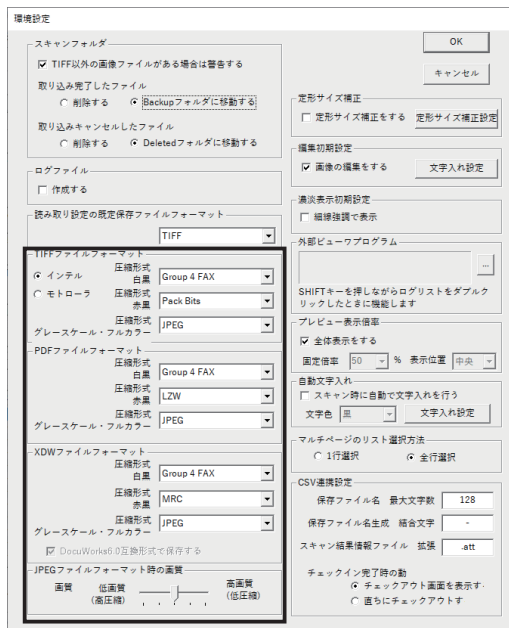 環境設定
スキャンフォルダ
TIFF以外の画像ファイルがある場合は警告する
取り込み完了したファイル
削除する Backupフォルダに移動する
取り込みキャンセルしたファイル
削除する Deletedフォルダに移動する
ログファイル
作成する
読み取り設定の既定保存ファイルフォーマット
TIFF
TIFFファイルフォーマット
インテル
モトローラ
圧縮形式
白黒 Group 4 FAX
圧縮形式
赤黒 Pack Bits
圧縮形式
グレースケール・フルカラー JPEG
PDFファイルフォーマット
圧縮形式
白黒 Group 4 FAX
圧縮形式
赤黒 LZW
圧縮形式
グレースケール・フルカラー JPEG
XDWファイルフォーマット
圧縮形式
白黒 Group 4 FAX
圧縮形式
赤黒 MRC
圧縮形式
グレースケール・フルカラー JPEG
DocuWorks6.0互換形式で保存する
JPEGファイルフォーマット時の画質
画質 低画質 高画質
(高圧縮) (低圧縮)
OK
キャンセル
定形サイズ補正
定形サイズ補正をする 定形サイズ補正設定
編集初期設定
画像の編集をする 文字入れ設定
濃淡表示初期設定
細線強調で表示
外部ビューワプログラム
...
SHIFTキーを押しながらログリストをダブルク
リックしたときに機能します
プレビュー表示倍率
全体表示をする
固定倍率 50 % 表示位置 中央
自動文字入れ
スキャン時に自動で文字入れを行う
文字色 黒 文字入れ設定
マルチページのリスト選択方法
1行選択 全行選択
CSV連携設定
保存ファイル名 最大文字数 128
保存ファイル名生成 結合文字 -
スキャン結果情報ファイル 拡張 .att
チェックイン完了時の動
チェックアウト画面を表示す
直ちにチェックアウトす